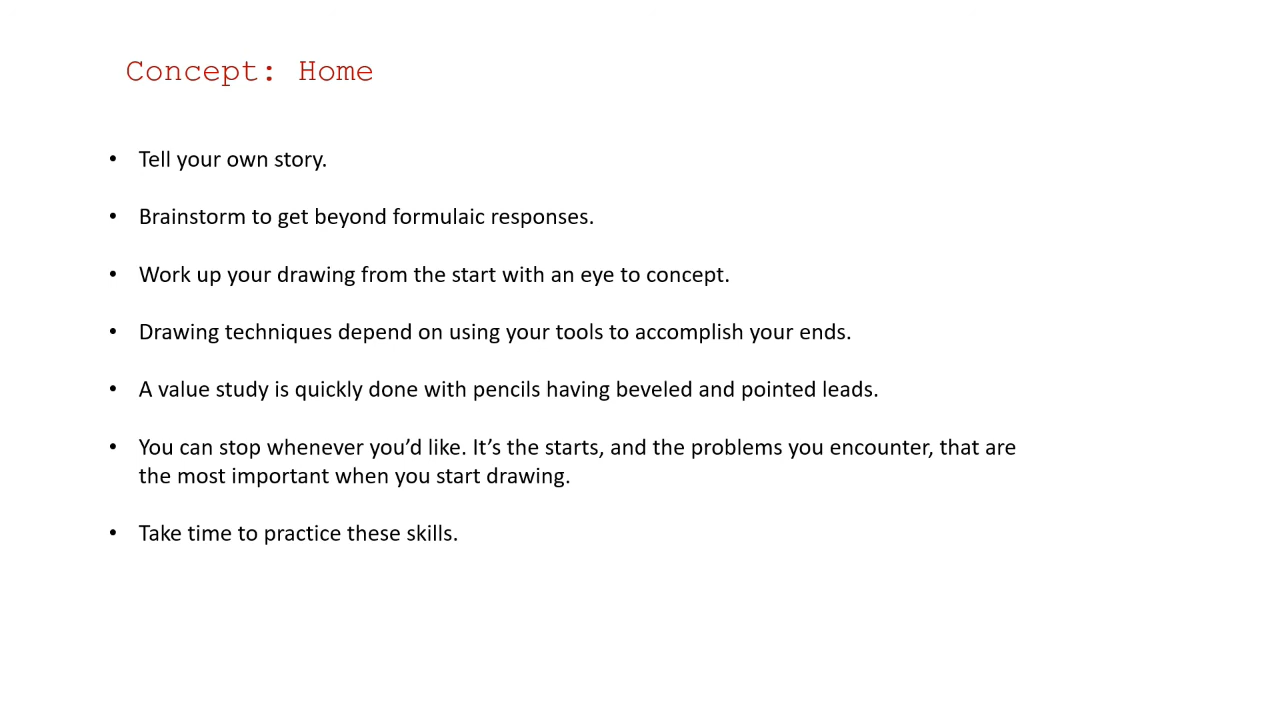 Concept: Home
• Tell your own story.
• Brainstorm to get beyond formulaic responses.
• Work up your drawing from the start with an eye to concept.
• Drawing techniques depend on using your tools to accomplish your ends.
• A value study is quickly done with pencils having beveled and pointed leads.
• You can stop whenever you’d like. It’s the starts, and the problems you encounter, that are
the most important when you start drawing.
• Take time to practice these skills.